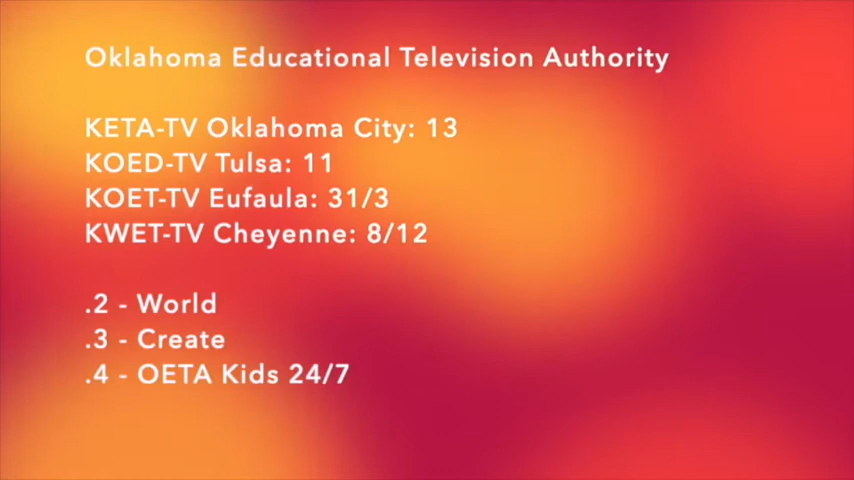 Oklahoma Educational Television Authority
KETA-TV Oklahoma City: 13
KOED-TV Tulsa: 11
KOET-TV Eufaula: 31/3
KWET-TV Cheyenne: 8/12
.2 - World
.3 - Create
.4 - OETA Kids 24/7